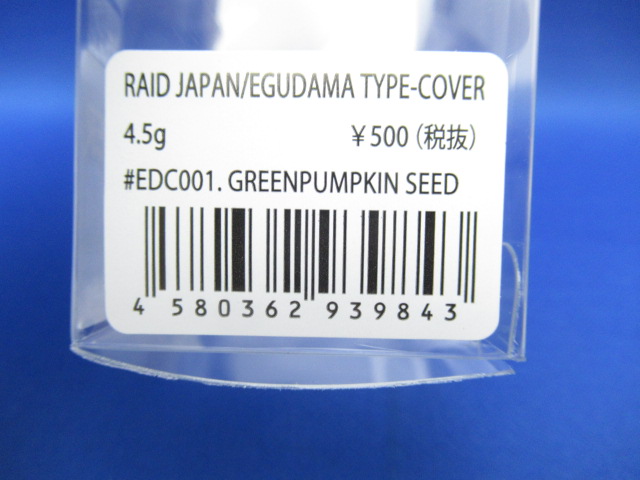 RAID JAPAN/EGUDAMA TYPE-COVER
4.5g ￥500（税抜）
#EDC001. GREENPUMPKIN SEED
4 580362 939843